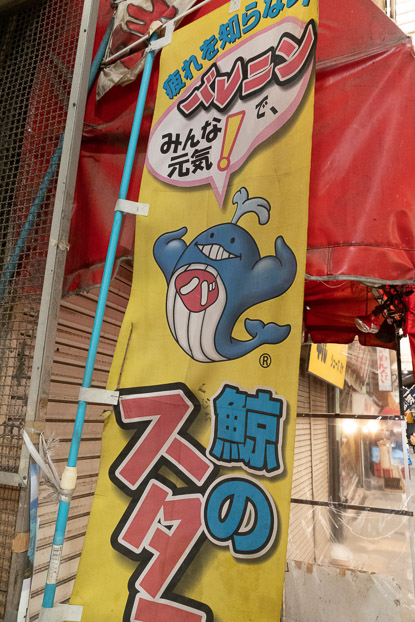 疲れを知らない
バレニン
で、
みんな
元気!
バ
®
鯨の
スタ